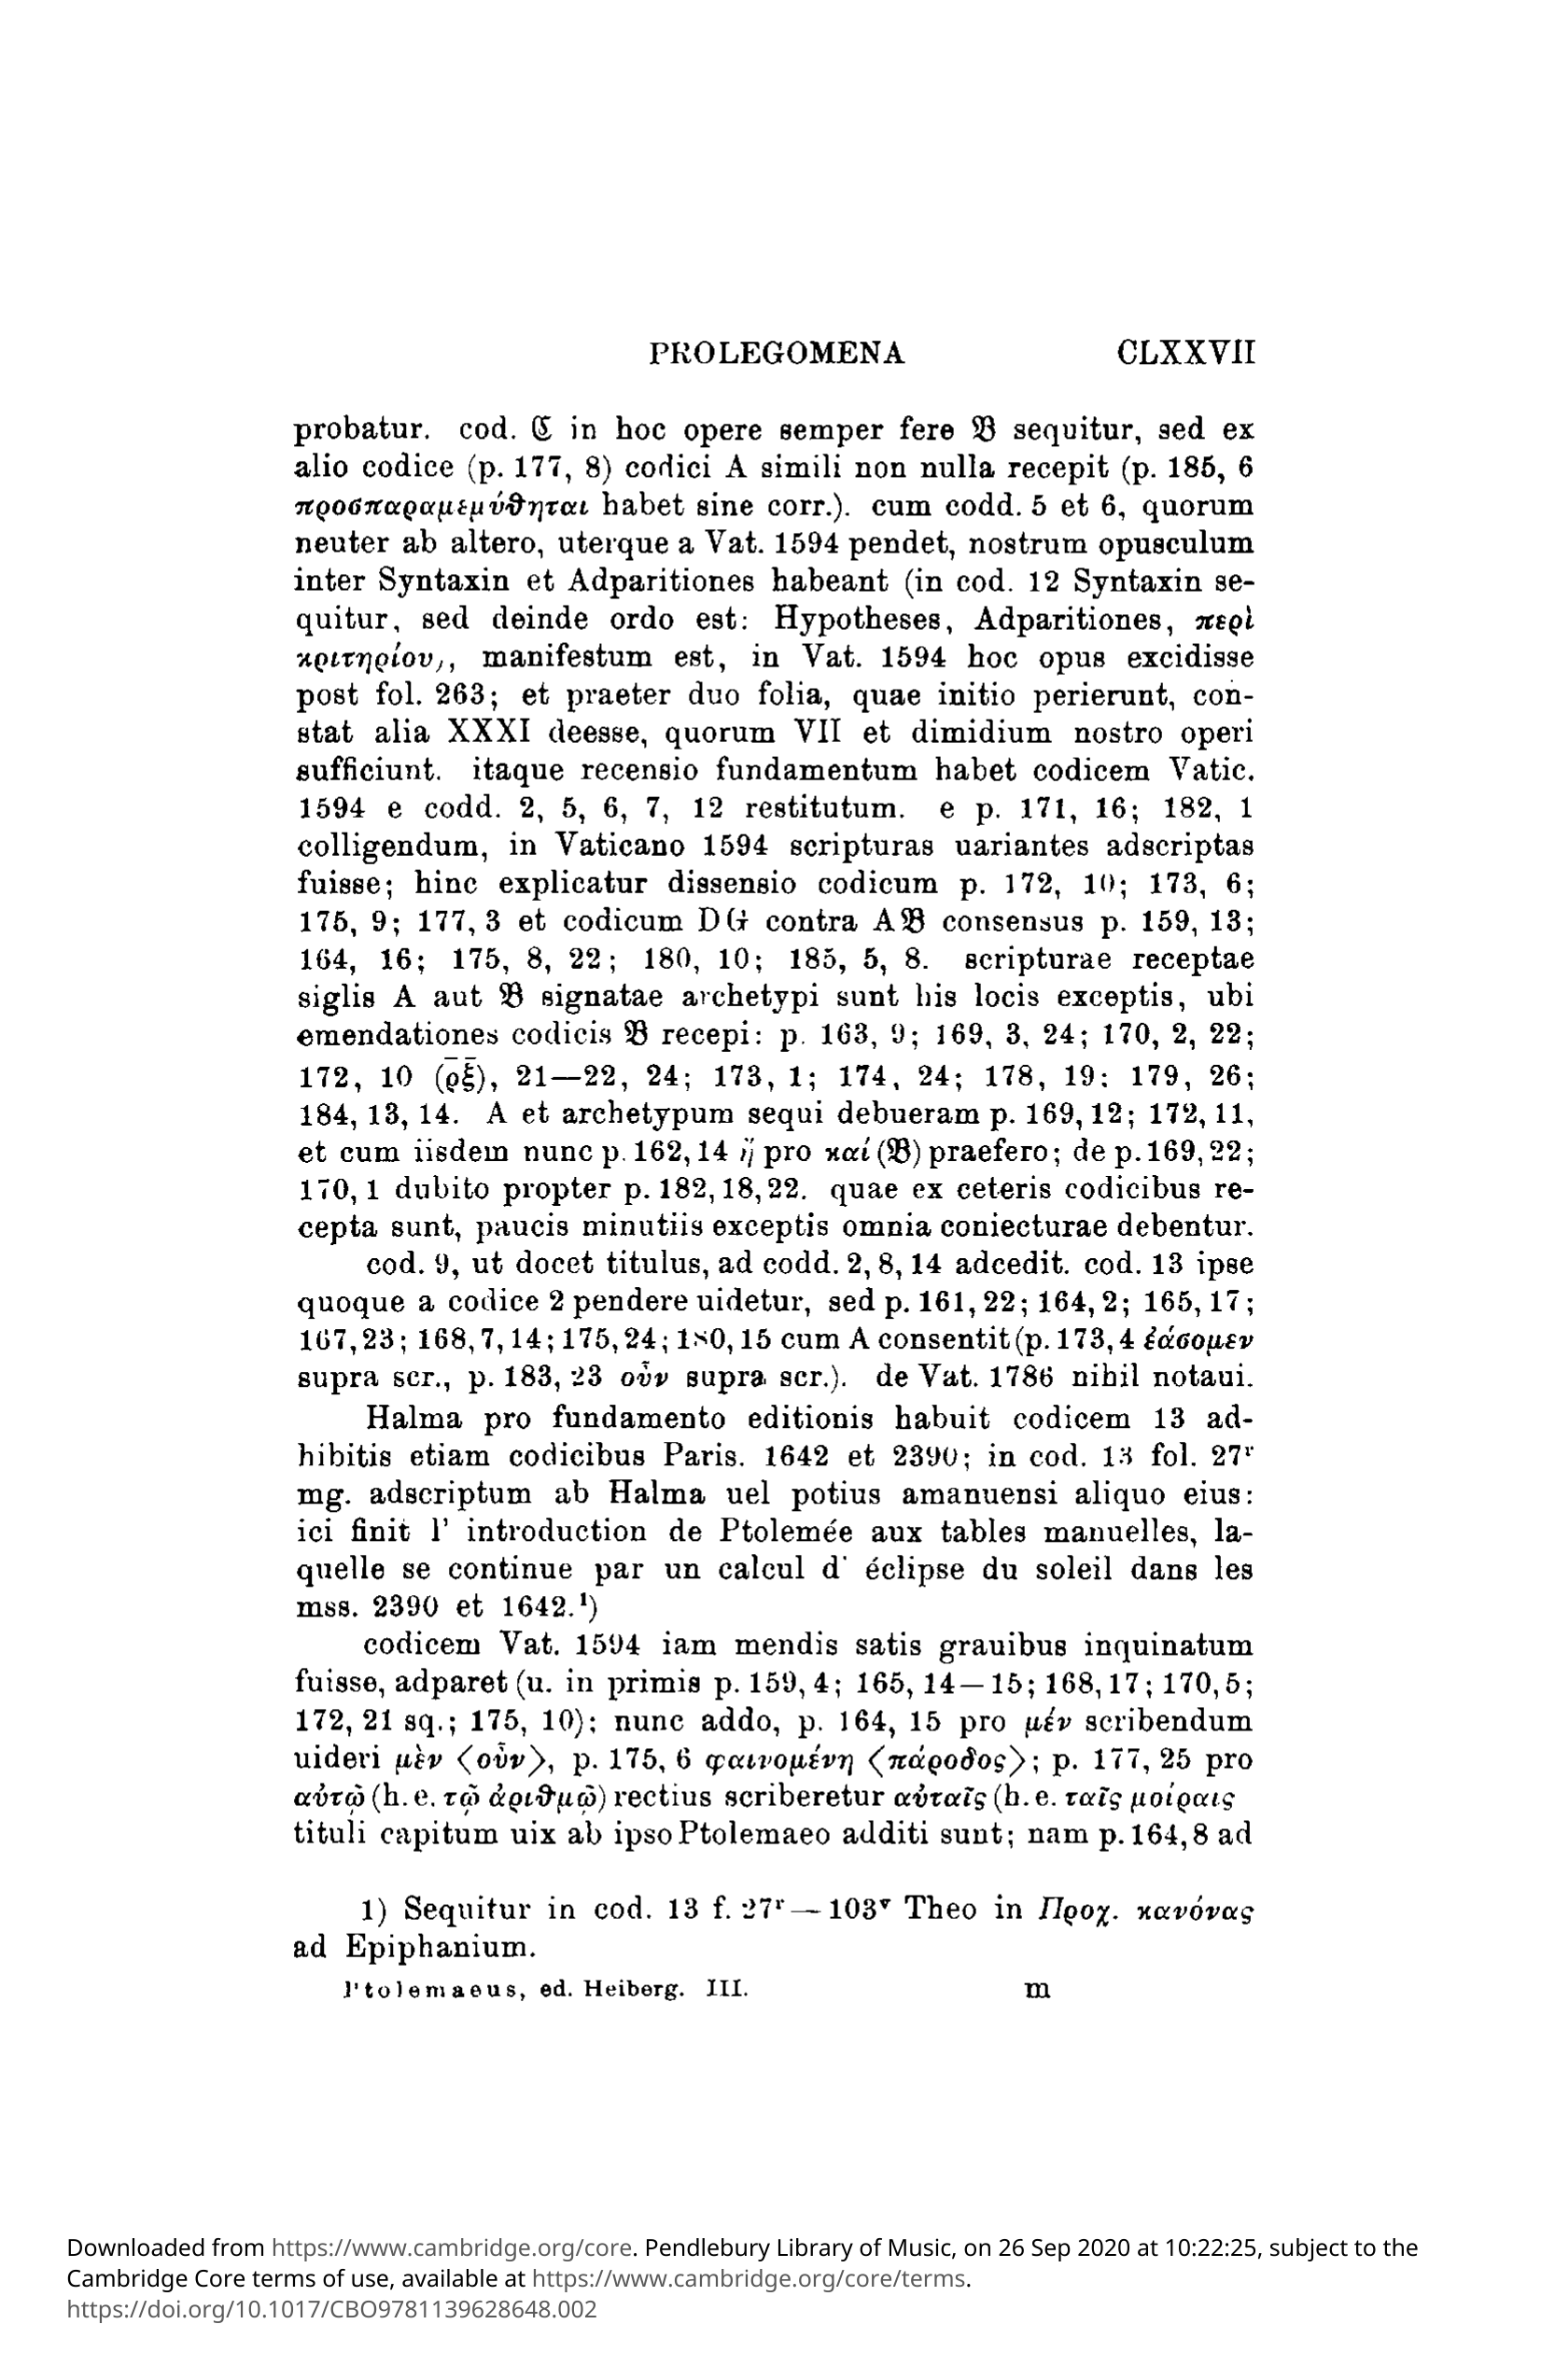 PROLEGOMENA CLXXVII
probatur. cod. ℭ in hoc opere semper fere 𝔅 sequitur, sed ex
alio codice (p. 177, 8) codici A simili non nulla recepit (p. 185, 6
προσπαραμεμύθηται habet sine corr.). cum codd. 5 et 6, quorum
neuter ab altero, uterque a Vat. 1594 pendet, nostrum opusculum
inter Syntaxin et Adparitiones habeant (in cod. 12 Syntaxin se-
quitur, sed deinde ordo est: Hypotheses, Adparitiones, περὶ
κριτηρίου), manifestum est, in Vat. 1594 hoc opus excidisse
post fol. 263; et praeter duo folia, quae initio perierunt, con-
stat alia XXXI deesse, quorum VII et dimidium nostro operi
sufficiunt. itaque recensio fundamentum habet codicem Vatic.
1594 e codd. 2, 5, 6, 7, 12 restitutum. e p. 171, 16; 182, 1
colligendum, in Vaticano 1594 scripturas uariantes adscriptas
fuisse; hinc explicatur dissensio codicum p. 172, 10; 173, 6;
175, 9; 177, 3 et codicum DG contra A𝔅 consensus p. 159, 13;
164, 16; 175, 8, 22; 180, 10; 185, 5, 8. scripturae receptae
siglis A aut 𝔅 signatae archetypi sunt his locis exceptis, ubi
emendationes codicis 𝔅 recepi: p. 163, 9; 169, 3, 24; 170, 2, 22;
172, 10 (ρ̄ξ̄), 21—22, 24; 173, 1; 174, 24; 178, 19; 179, 26;
184, 13, 14. A et archetypum sequi debueram p. 169, 12; 172, 11,
et cum iisdem nunc p. 162, 14 ἤ pro καί (𝔅) praefero; de p. 169, 22;
170, 1 dubito propter p. 182, 18, 22. quae ex ceteris codicibus re-
cepta sunt, paucis minutiis exceptis omnia coniecturae debentur.
cod. 9, ut docet titulus, ad codd. 2, 8, 14 adcedit. cod. 13 ipse
quoque a codice 2 pendere uidetur, sed p. 161, 22; 164, 2; 165, 17;
167, 23; 168, 7, 14; 175, 24; 180, 15 cum A consentit (p. 173, 4 ἐάσομεν
supra scr., p. 183, 23 οὖν supra scr.). de Vat. 1786 nihil notaui.
Halma pro fundamento editionis habuit codicem 13 ad-
hibitis etiam codicibus Paris. 1642 et 2390; in cod. 13 fol. 27ʳ
mg. adscriptum ab Halma uel potius amanuensi aliquo eius:
ici finit l' introduction de Ptolemée aux tables manuelles, la-
quelle se continue par un calcul d' éclipse du soleil dans les
mss. 2390 et 1642.¹)
codicem Vat. 1594 iam mendis satis grauibus inquinatum
fuisse, adparet (u. in primis p. 159, 4; 165, 14—15; 168, 17; 170, 5;
172, 21 sq.; 175, 10); nunc addo, p. 164, 15 pro μέν scribendum
uideri μὲν ⟨οὖν⟩, p. 175, 6 φαινομένη ⟨πάροδος⟩; p. 177, 25 pro
αὐτῷ (h. e. τῷ ἀριθμῷ) rectius scriberetur αὐταῖς (h. e. ταῖς μοίραις
tituli capitum uix ab ipso Ptolemaeo additi sunt; nam p. 164, 8 ad
1) Sequitur in cod. 13 f. 27ʳ—103ᵛ Theo in Προχ. κανόνας
ad Epiphanium.
Ptolemaeus, ed. Heiberg. III. m
Downloaded from https://www.cambridge.org/core. Pendlebury Library of Music, on 26 Sep 2020 at 10:22:25, subject to the
Cambridge Core terms of use, available at https://www.cambridge.org/core/terms.
https://doi.org/10.1017/CBO9781139628648.002